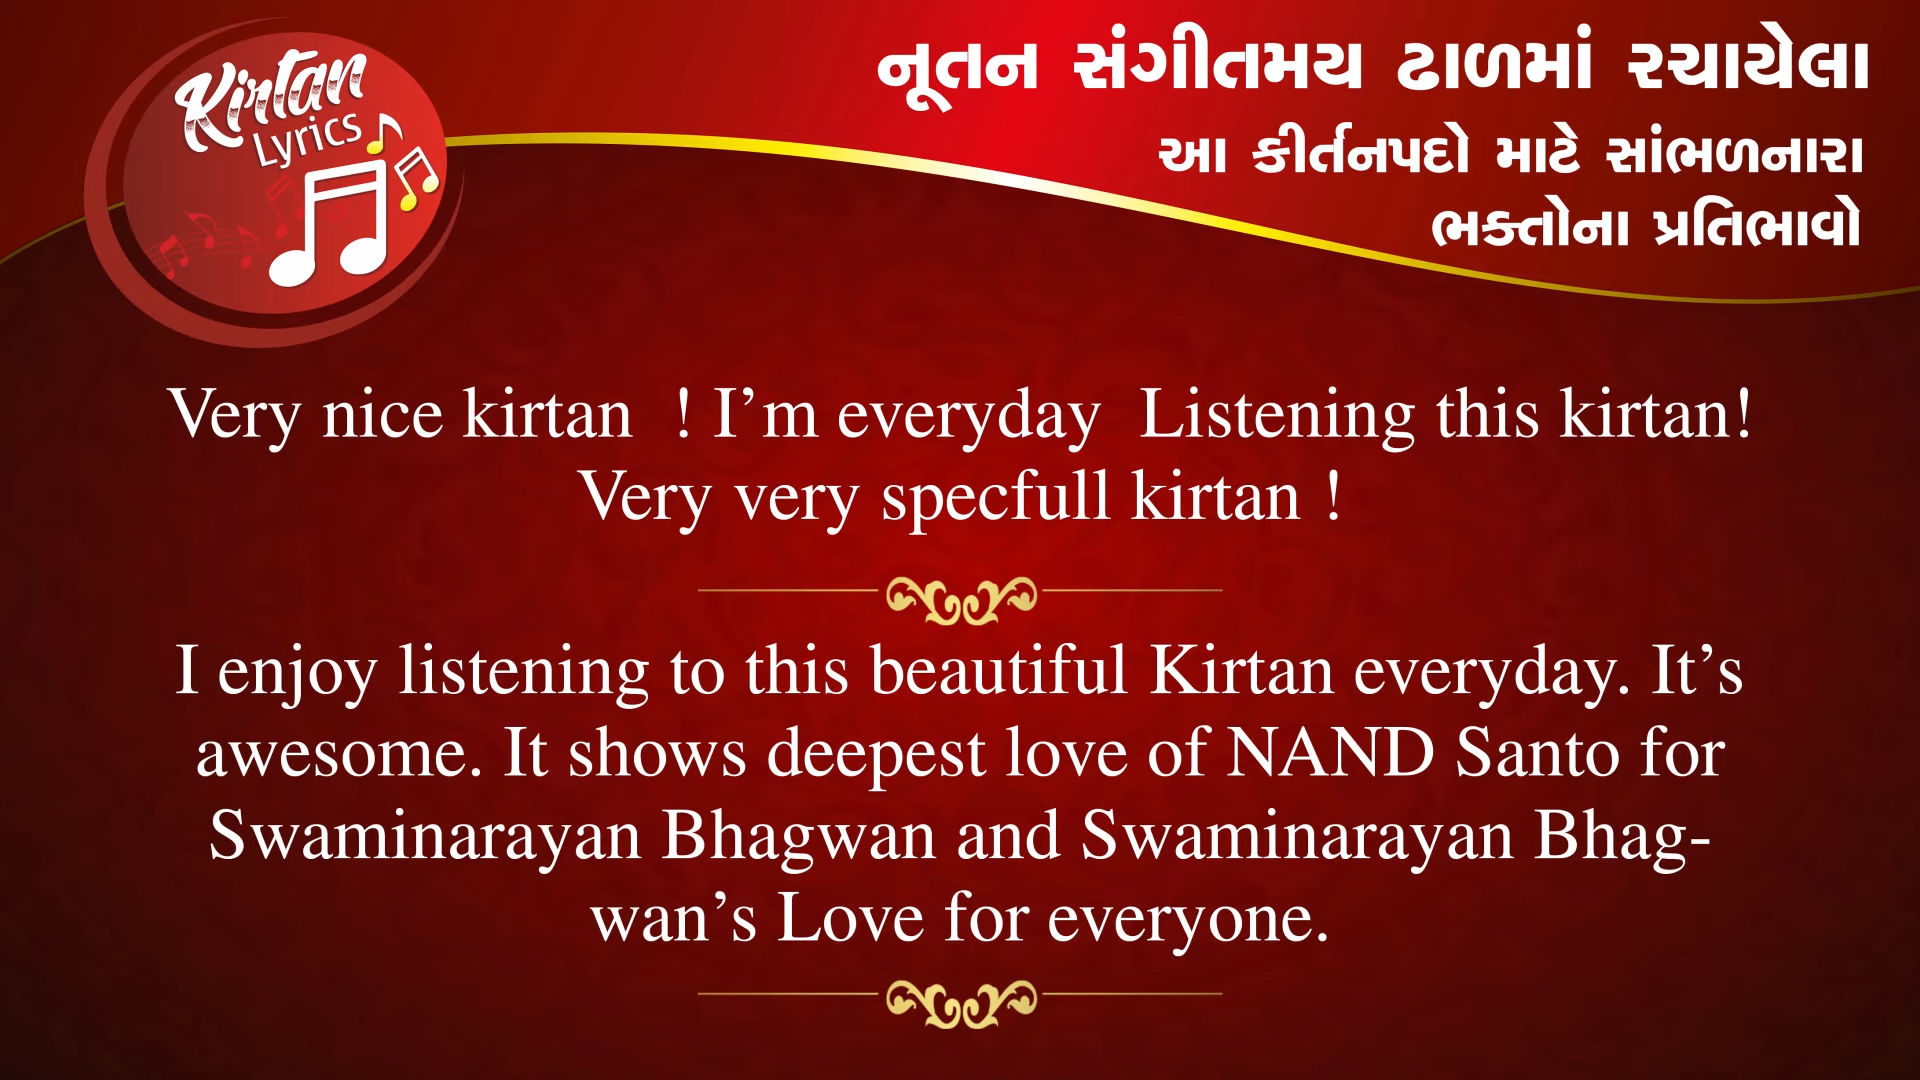 Kirtan
Lyrics
નૂતન સંગીતમય ઢાળમાં રચાયેલા
આ કીર્તનપદો માટે સાંભળનારા
ભક્તોના પ્રતિભાવો
Very nice kirtan  ! I’m everyday  Listening this kirtan!
Very very specfull kirtan !
I enjoy listening to this beautiful Kirtan everyday. It’s
awesome. It shows deepest love of NAND Santo for
Swaminarayan Bhagwan and Swaminarayan Bhag-
wan’s Love for everyone.